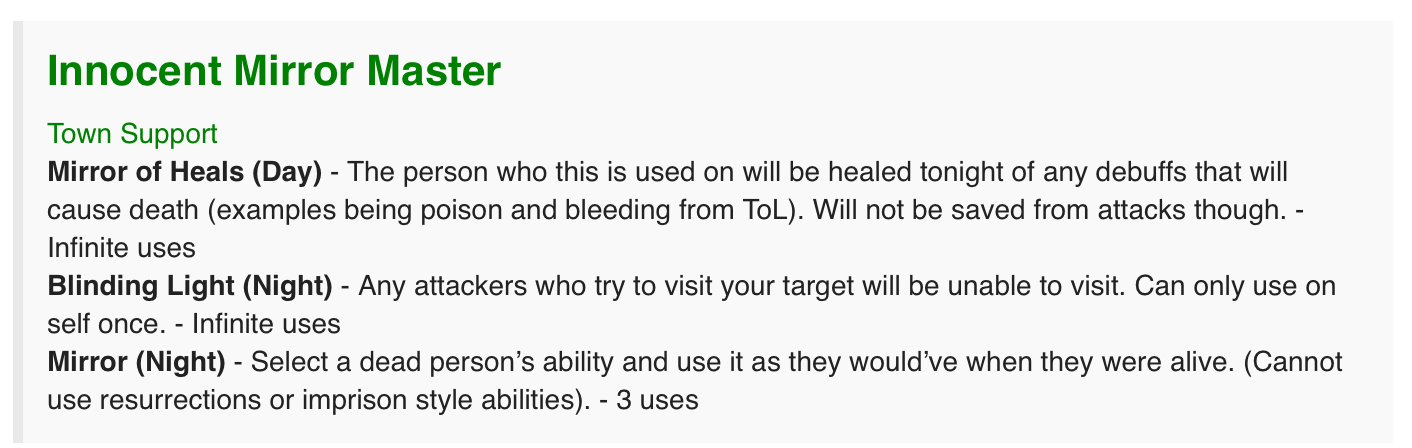 Innocent Mirror Master
Town Support
Mirror of Heals (Day) - The person who this is used on will be healed tonight of any debuffs that will
cause death (examples being poison and bleeding from ToL). Will not be saved from attacks though. -
Infinite uses
Blinding Light (Night) - Any attackers who try to visit your target will be unable to visit. Can only use on
self once. - Infinite uses
Mirror (Night) - Select a dead person’s ability and use it as they would’ve when they were alive. (Cannot
use resurrections or imprison style abilities). - 3 uses